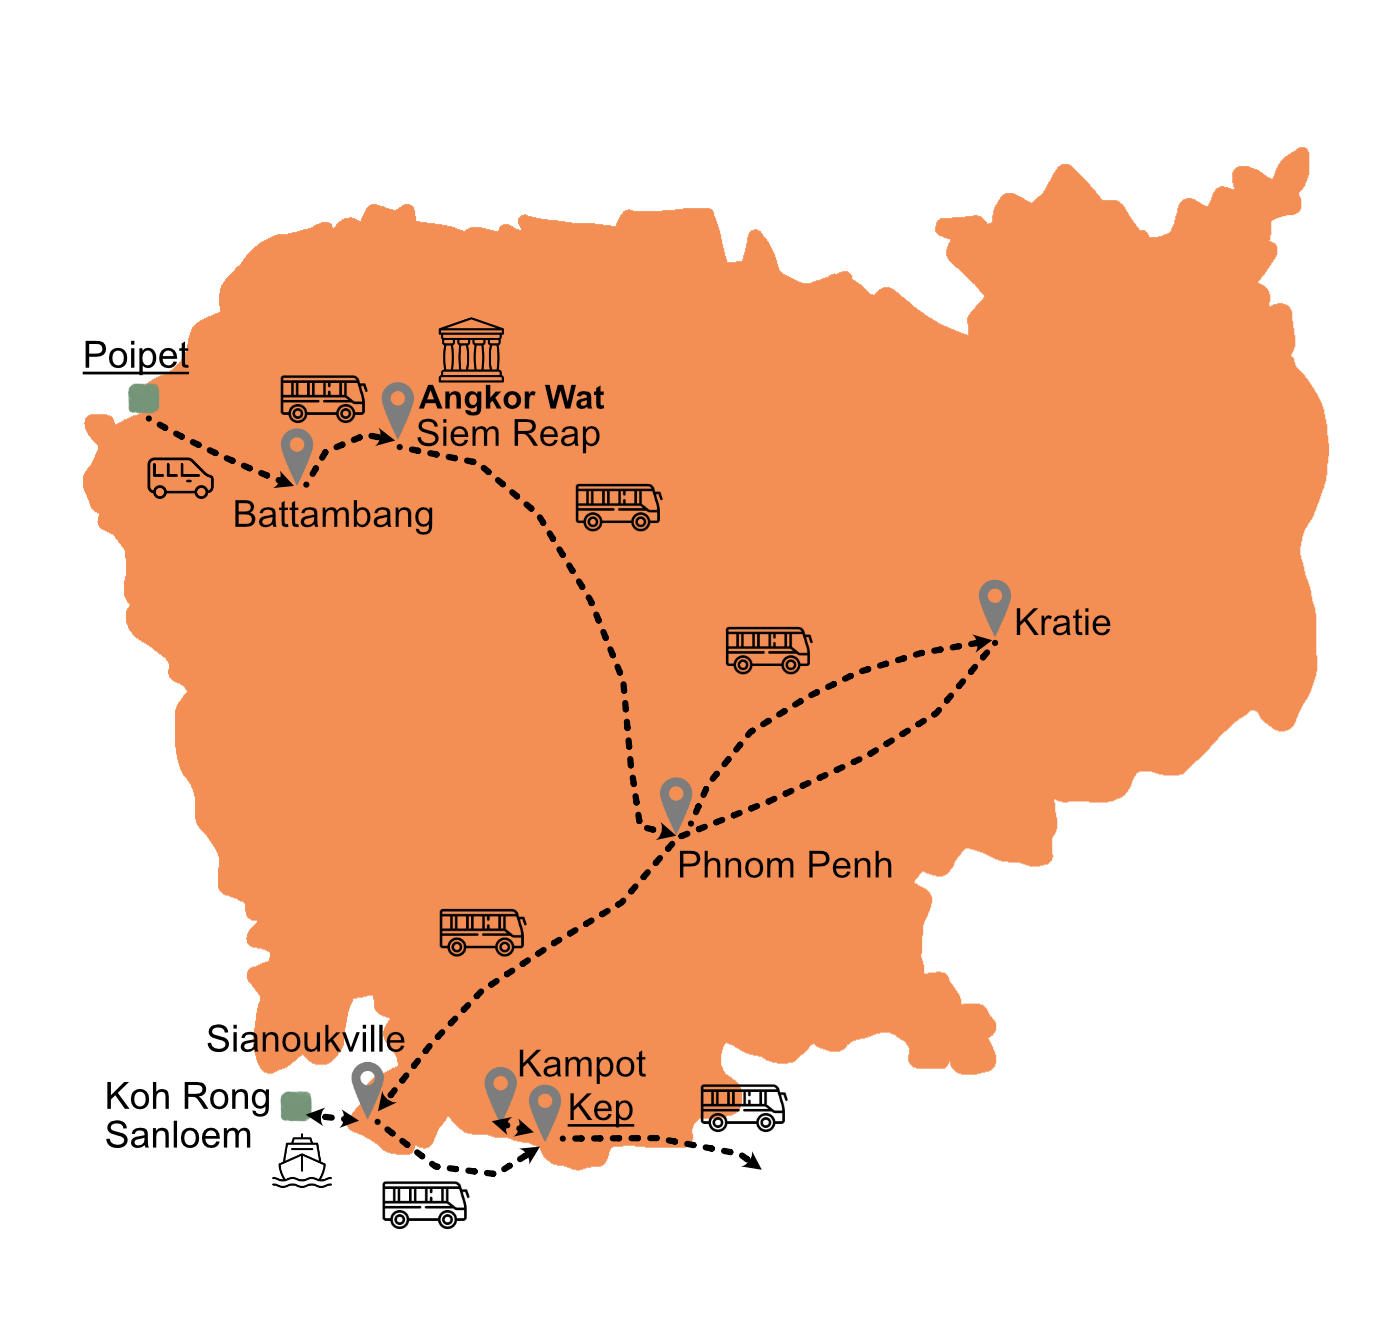 Poipet
Angkor Wat
Siem Reap
Battambang
Kratie
Phnom Penh
Sianoukville
Kampot
Koh Rong
Sanloem
Kep